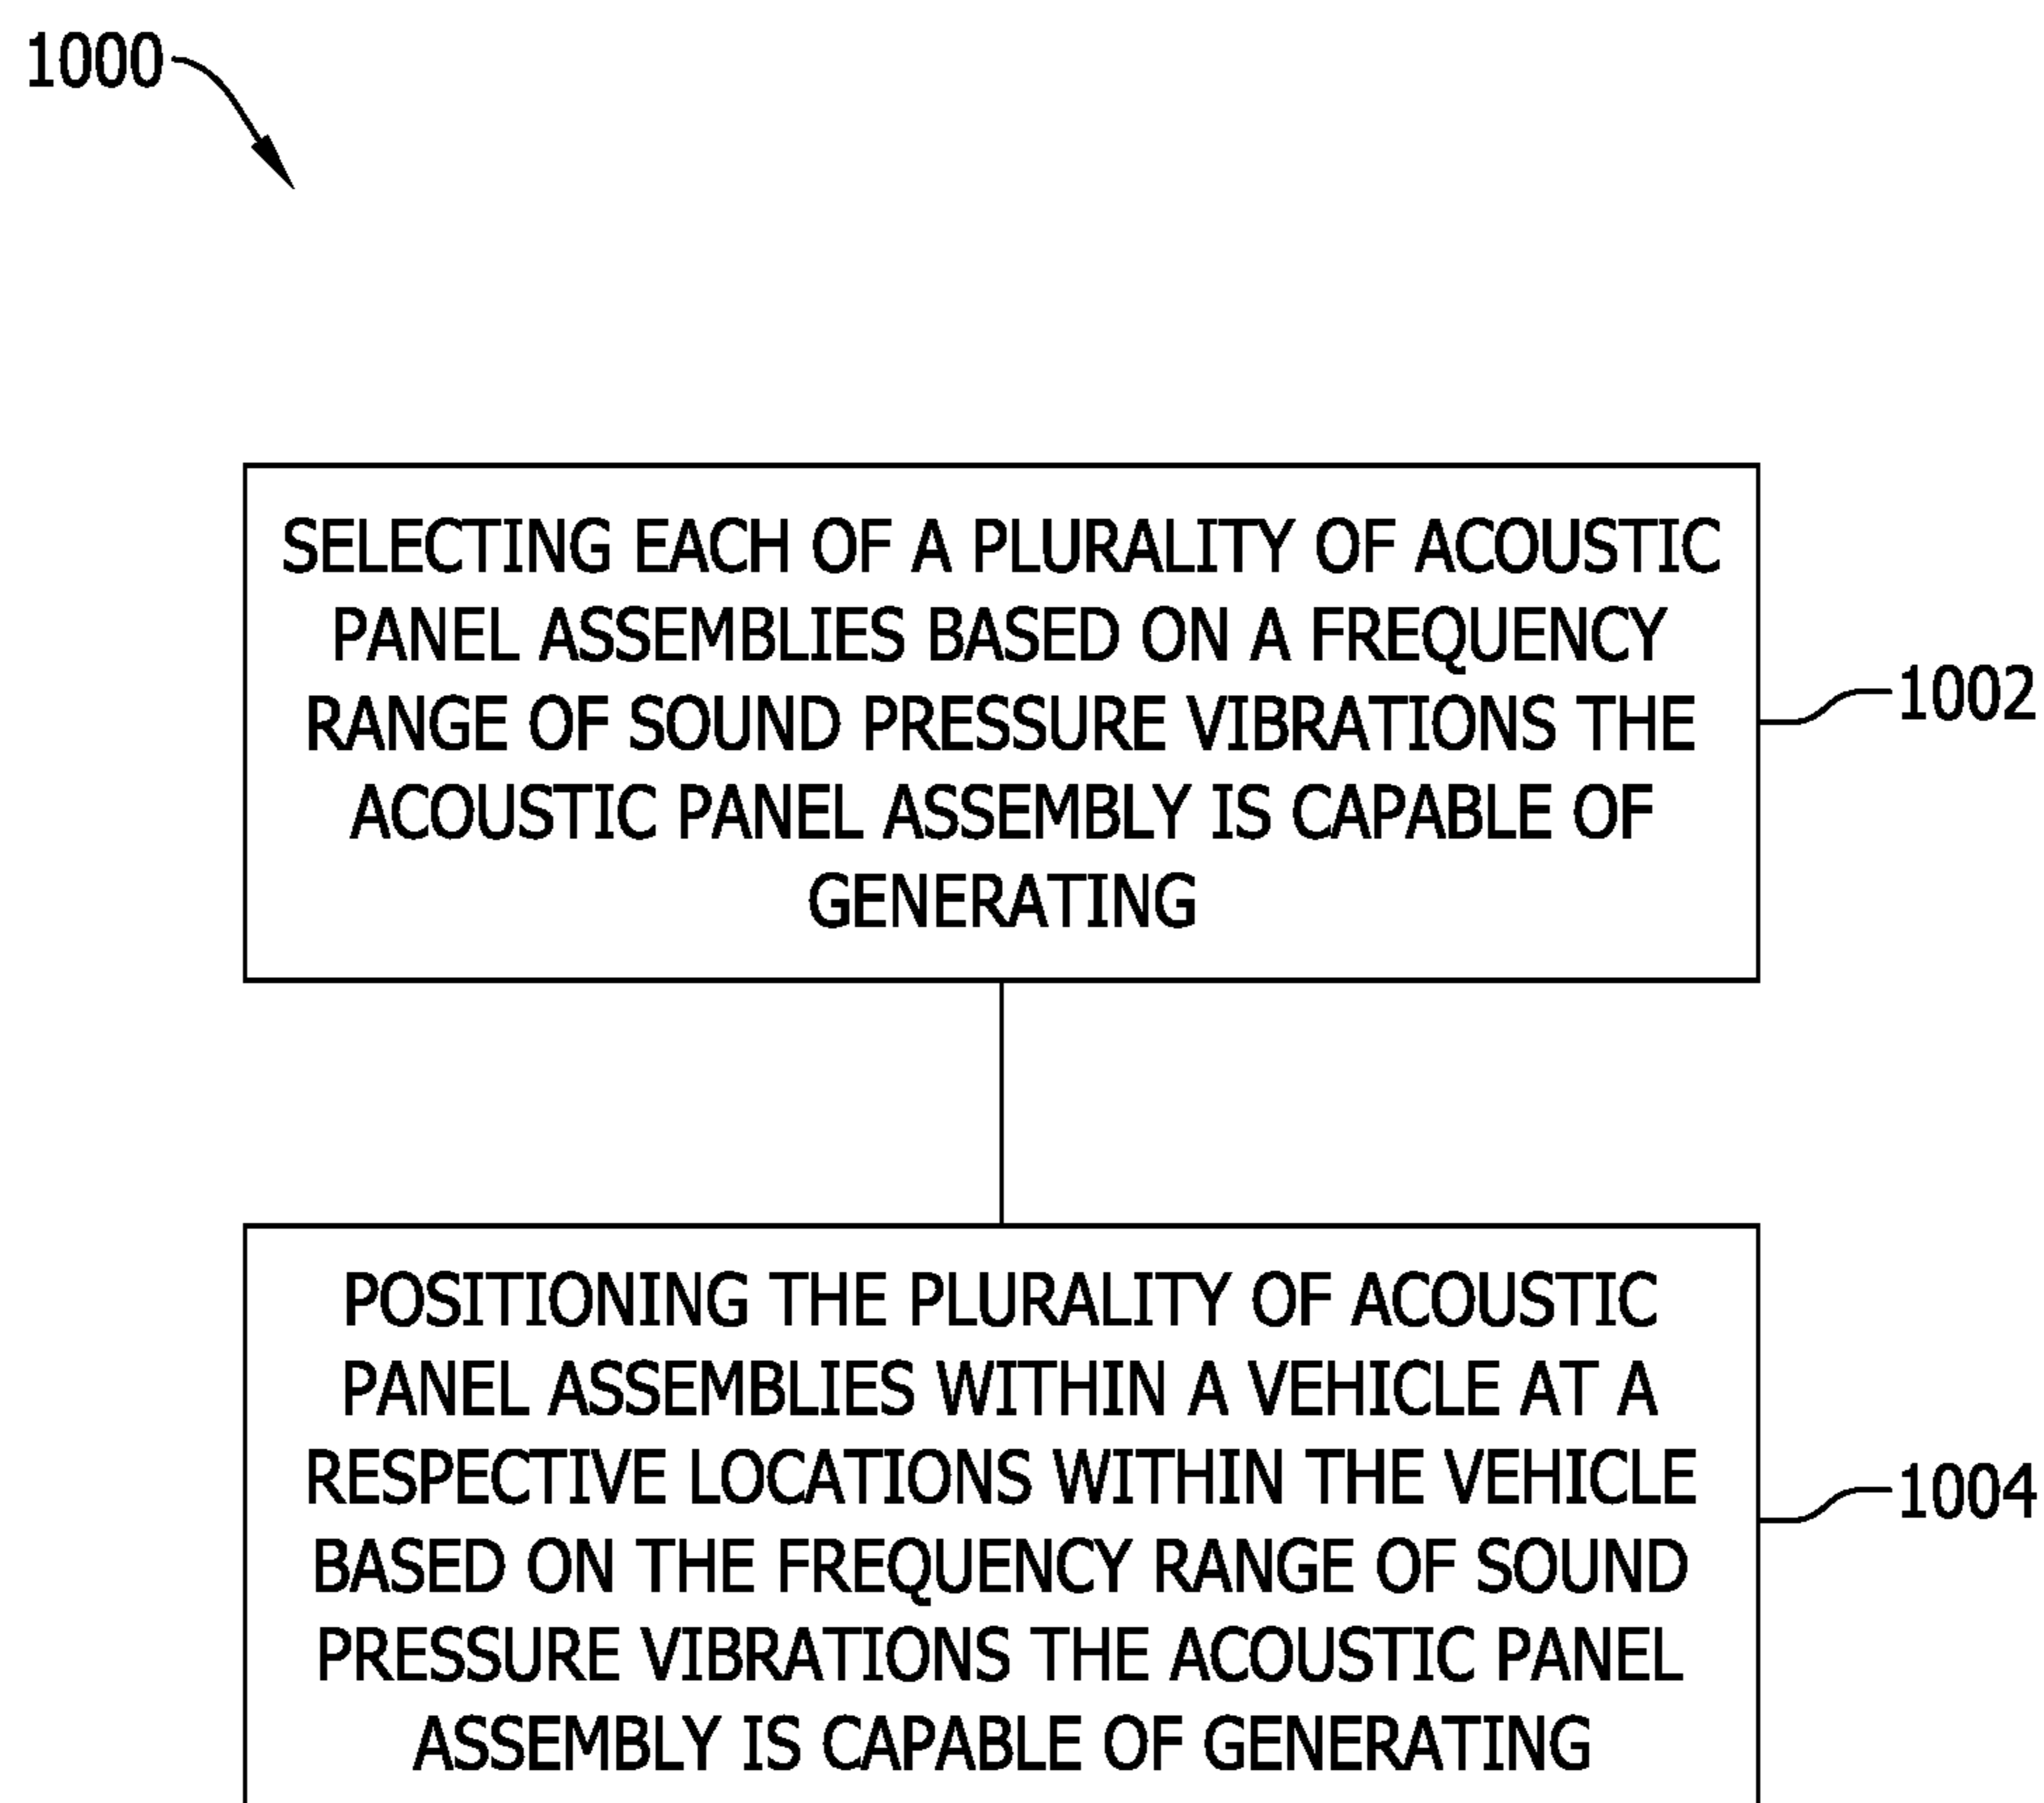 1000
SELECTING EACH OF A PLURALITY OF ACOUSTIC
PANEL ASSEMBLIES BASED ON A FREQUENCY
RANGE OF SOUND PRESSURE VIBRATIONS THE
ACOUSTIC PANEL ASSEMBLY IS CAPABLE OF
GENERATING
1002
POSITIONING THE PLURALITY OF ACOUSTIC
PANEL ASSEMBLIES WITHIN A VEHICLE AT A
RESPECTIVE LOCATIONS WITHIN THE VEHICLE
BASED ON THE FREQUENCY RANGE OF SOUND
PRESSURE VIBRATIONS THE ACOUSTIC PANEL
ASSEMBLY IS CAPABLE OF GENERATING
1004